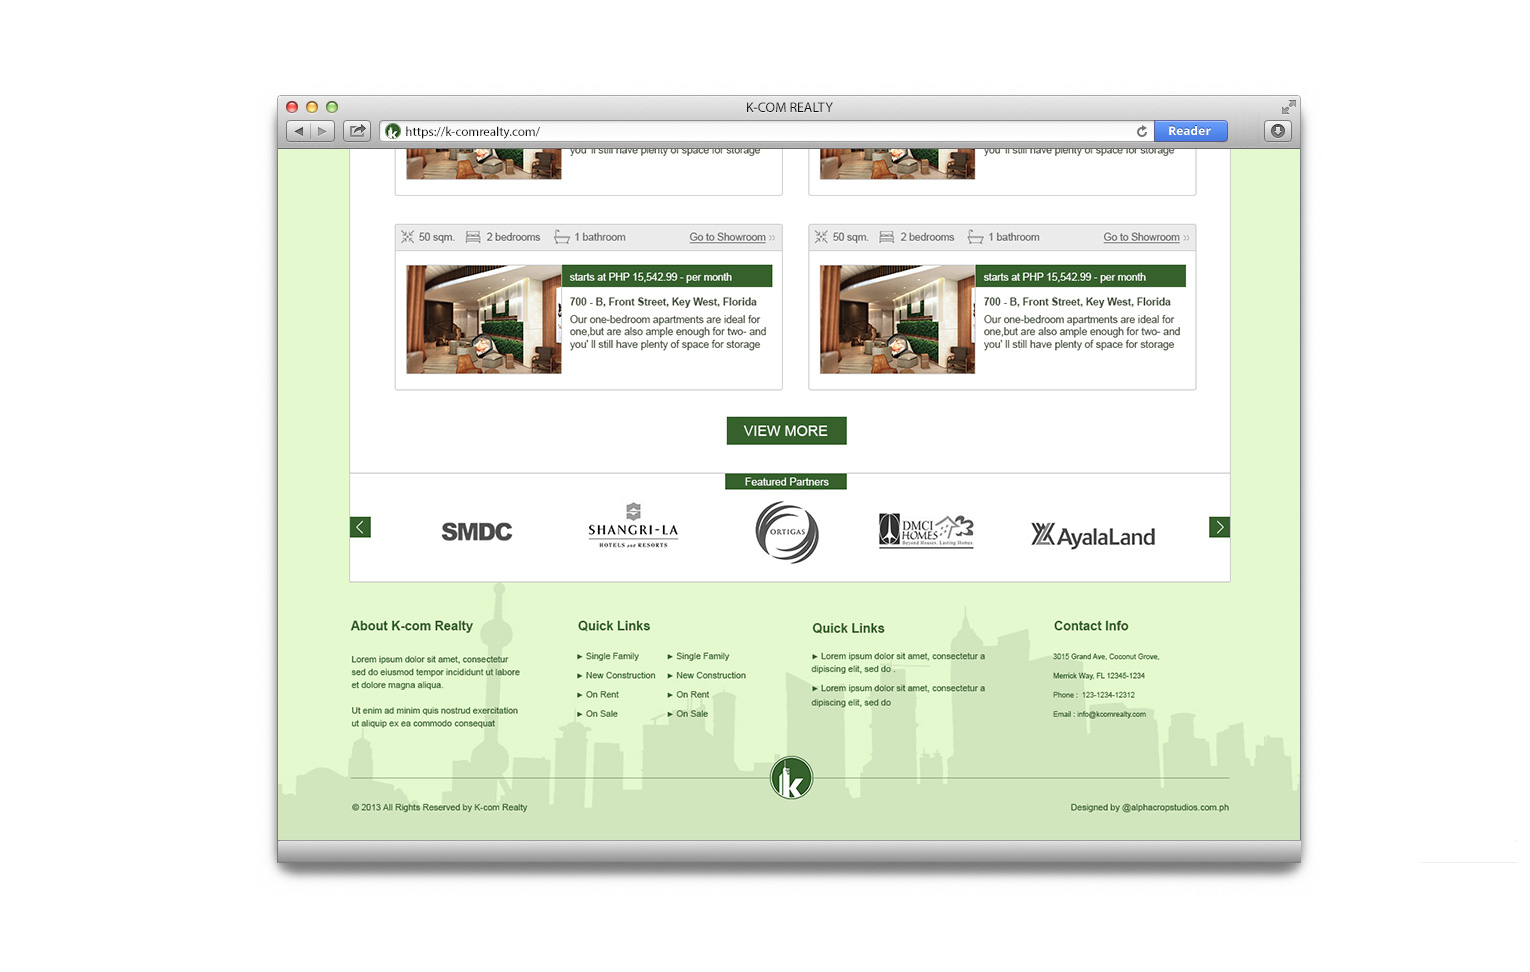 K-COM REALTY
https://k-comrealty.com/
Reader
you' ll still have plenty of space for storage
you' ll still have plenty of space for storage
50 sqm. 2 bedrooms 1 bathroom Go to Showroom »
50 sqm. 2 bedrooms 1 bathroom Go to Showroom »
starts at PHP 15,542.99 - per month
700 - B, Front Street, Key West, Florida
Our one-bedroom apartments are ideal for
one,but are also ample enough for two- and
you' ll still have plenty of space for storage
starts at PHP 15,542.99 - per month
700 - B, Front Street, Key West, Florida
Our one-bedroom apartments are ideal for
one,but are also ample enough for two- and
you' ll still have plenty of space for storage
VIEW MORE
Featured Partners
SMDC
SHANGRI-LA
HOTELS and RESORTS
ORTIGAS
DMCI
HOMES
Beyond Houses. Lasting Homes.
AyalaLand
About K-com Realty
Lorem ipsum dolor sit amet, consectetur
sed do eiusmod tempor incididunt ut labore
et dolore magna aliqua.
Ut enim ad minim quis nostrud exercitation
ut aliquip ex ea commodo consequat
Quick Links
► Single Family ► Single Family
► New Construction ► New Construction
► On Rent ► On Rent
► On Sale ► On Sale
Quick Links
► Lorem ipsum dolor sit amet, consectetur a
dipiscing elit, sed do .
► Lorem ipsum dolor sit amet, consectetur a
dipiscing elit, sed do
Contact Info
3015 Grand Ave, Coconut Grove,
Merrick Way, FL 12345-1234
Phone : 123-1234-12312
Email : info@kcomrealty.com
k
© 2013 All Rights Reserved by K-com Realty
Designed by @alphacropstudios.com.ph